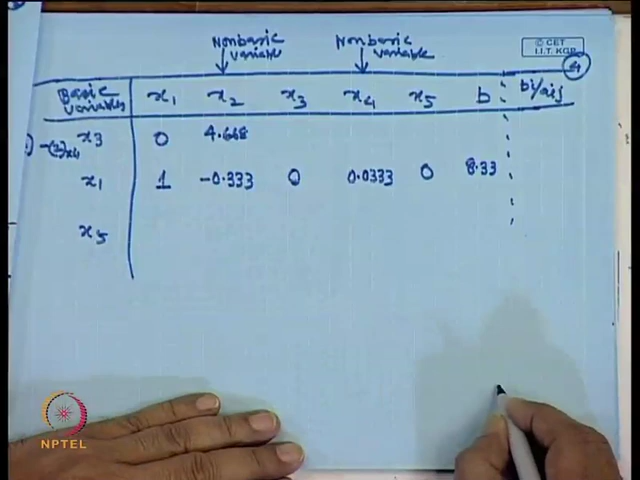 Nonbasic variable Nonbasic variable
© CET
I.I.T. KGP
4
Basic variables x1 x2 x3 x4 x5 b bi/aij
x3 0 4.668
x1 1 -0.333 0 0.0333 0 8.33
x5
NPTEL